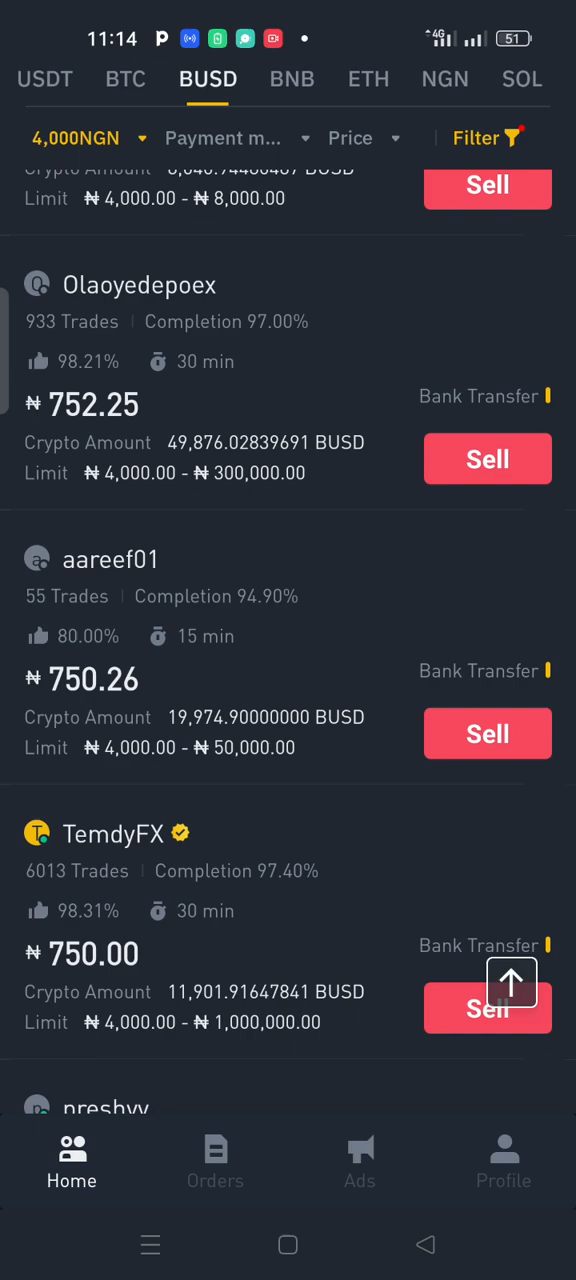 11:14 P 4G 51
USDT BTC BUSD BNB ETH NGN SOL
4,000NGN Payment m... Price Filter
Crypto Amount BUSD
Limit ₦ 4,000.00 - ₦ 8,000.00 Sell
Olaoyedepoex
933 Trades Completion 97.00%
98.21% 30 min
₦ 752.25 Bank Transfer
Crypto Amount 49,876.02839691 BUSD
Limit ₦ 4,000.00 - ₦ 300,000.00 Sell
a aareef01
55 Trades Completion 94.90%
80.00% 15 min
₦ 750.26 Bank Transfer
Crypto Amount 19,974.90000000 BUSD
Limit ₦ 4,000.00 - ₦ 50,000.00 Sell
T TemdyFX
6013 Trades Completion 97.40%
98.31% 30 min
₦ 750.00 Bank Transfer
Crypto Amount 11,901.91647841 BUSD
Limit ₦ 4,000.00 - ₦ 1,000,000.00 Sell
preshyy
Home Orders Ads Profile